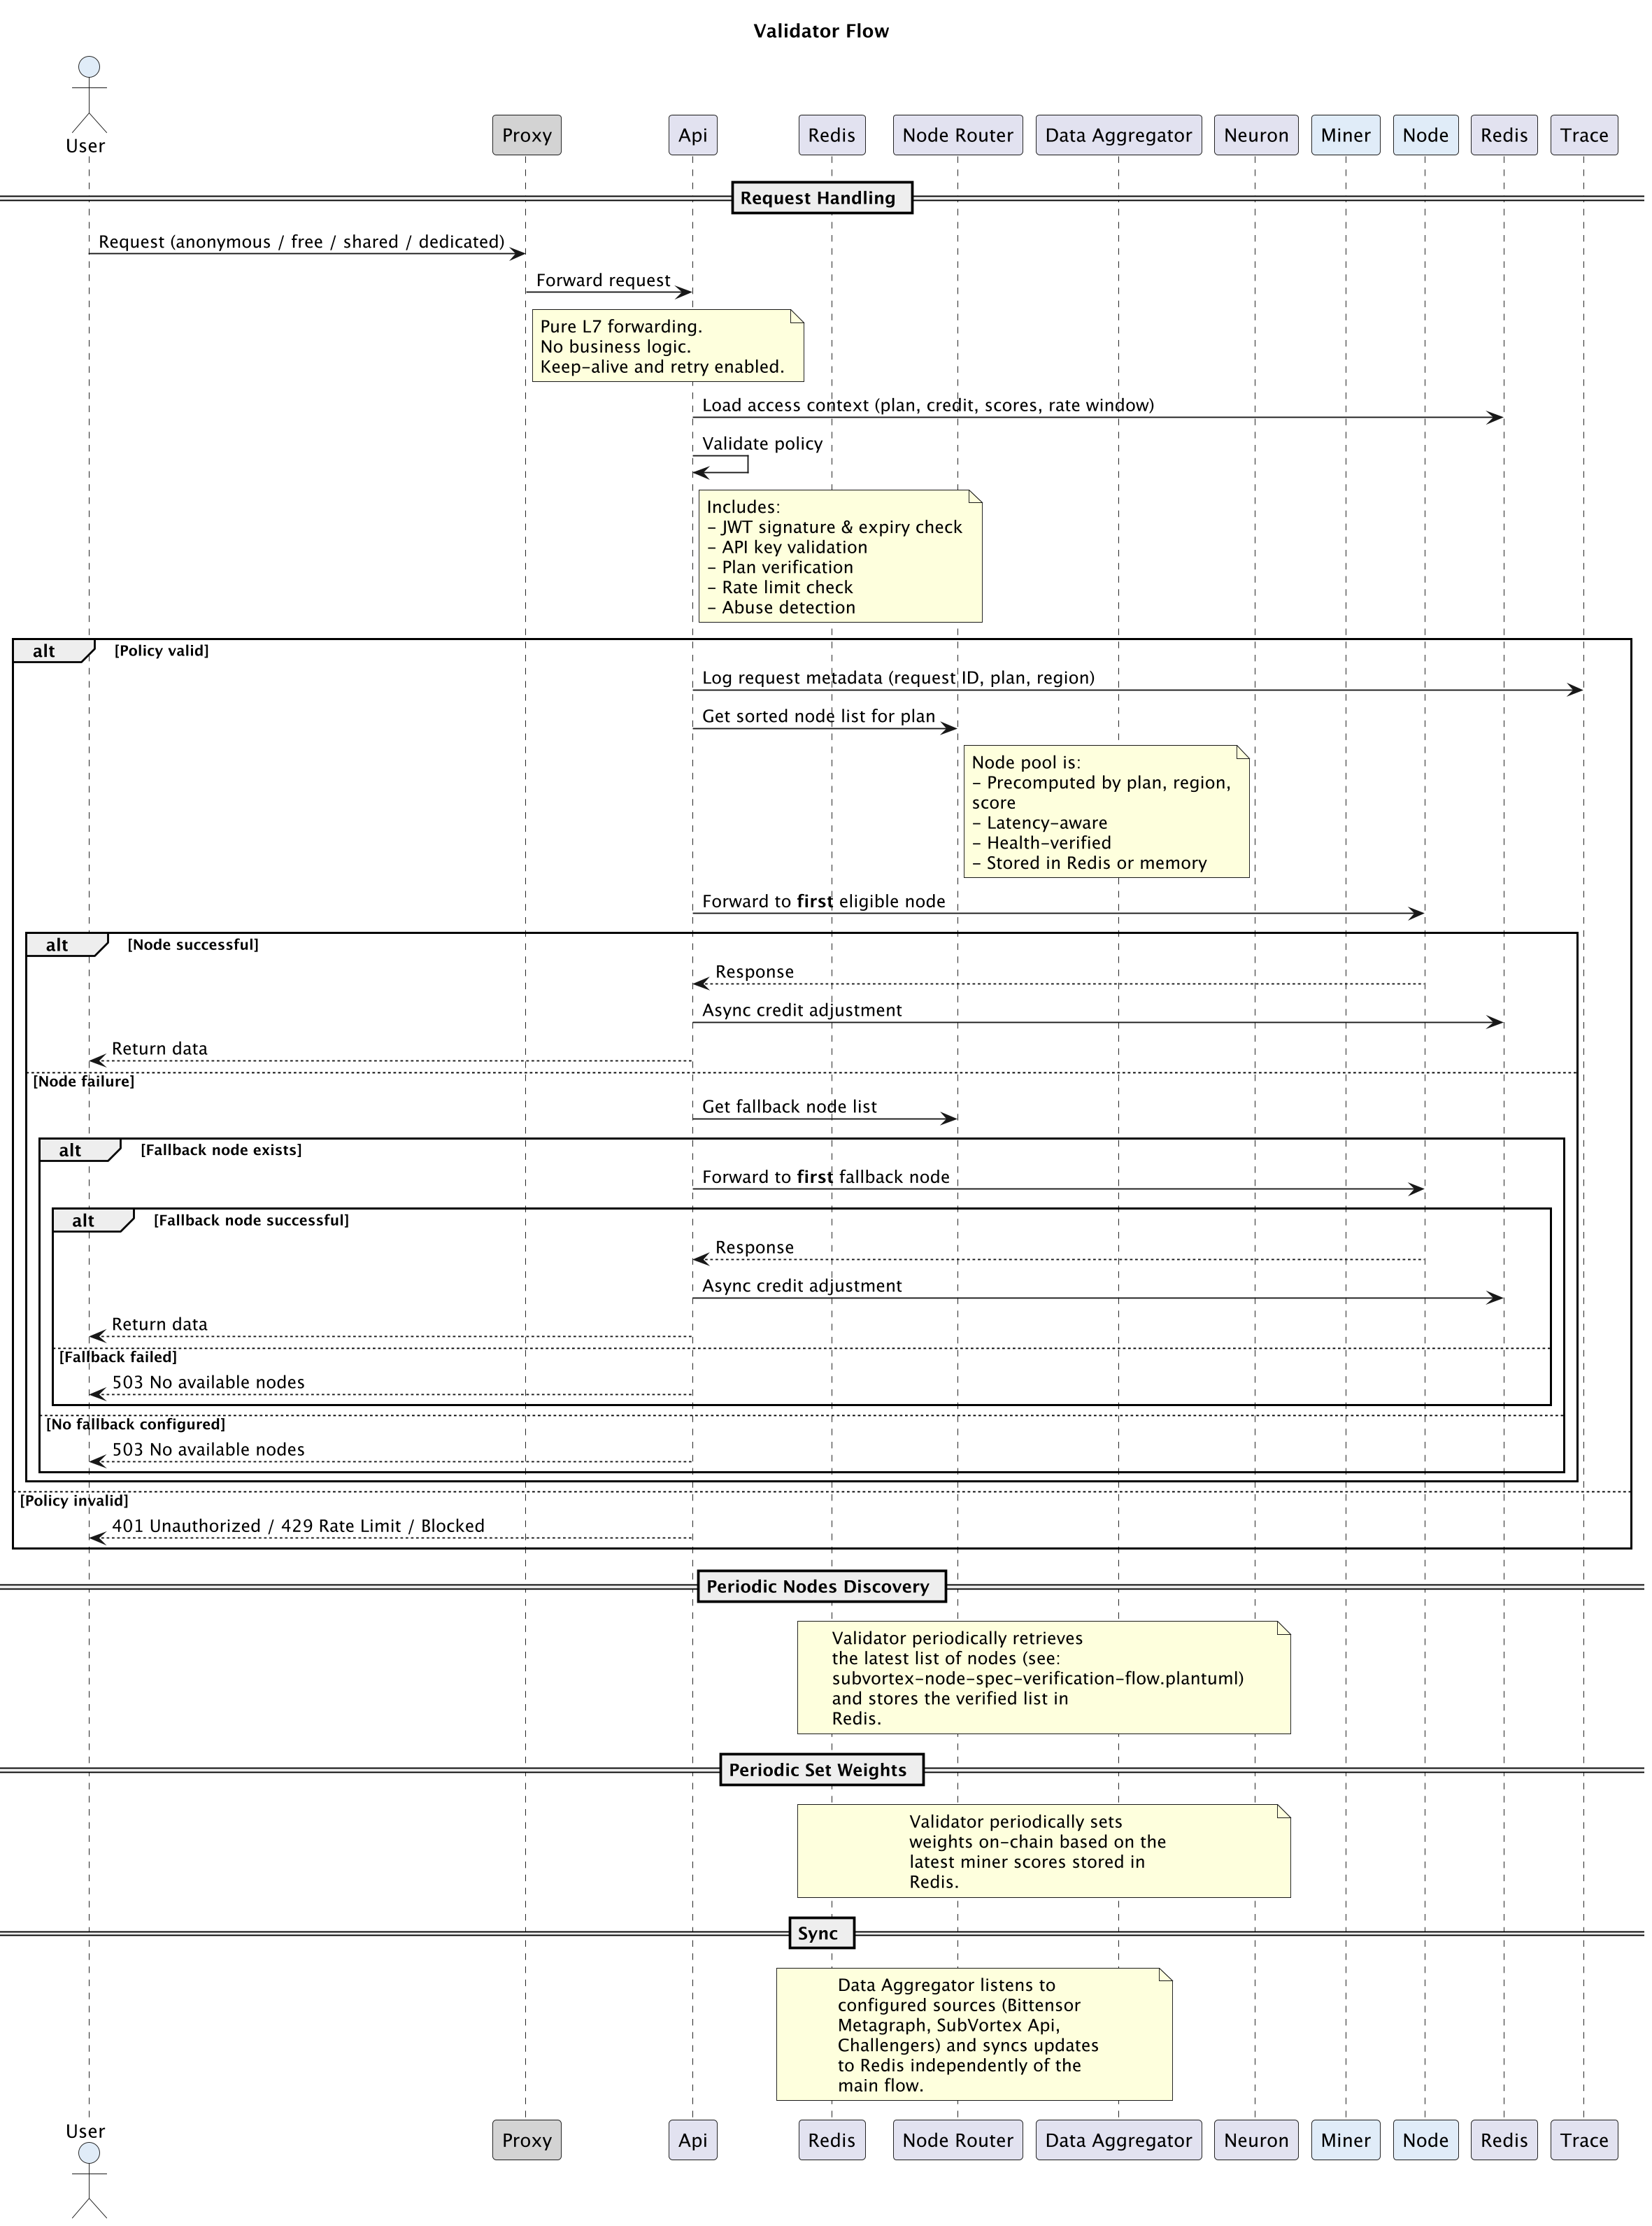 Validator Flow
User
Proxy
Api
Redis
Node Router
Data Aggregator
Neuron
Miner
Node
Redis
Trace
Request Handling
Request (anonymous / free / shared / dedicated)
Forward request
Pure L7 forwarding.
No business logic.
Keep-alive and retry enabled.
Load access context (plan, credit, scores, rate window)
Validate policy
Includes:
- JWT signature & expiry check
- API key validation
- Plan verification
- Rate limit check
- Abuse detection
alt [Policy valid]
Log request metadata (request ID, plan, region)
Get sorted node list for plan
Node pool is:
- Precomputed by plan, region,
score
- Latency-aware
- Health-verified
- Stored in Redis or memory
Forward to first eligible node
alt [Node successful]
Response
Async credit adjustment
Return data
[Node failure]
Get fallback node list
alt [Fallback node exists]
Forward to first fallback node
alt [Fallback node successful]
Response
Async credit adjustment
Return data
[Fallback failed]
503 No available nodes
[No fallback configured]
503 No available nodes
[Policy invalid]
401 Unauthorized / 429 Rate Limit / Blocked
Periodic Nodes Discovery
Validator periodically retrieves
the latest list of nodes (see:
subvortex-node-spec-verification-flow.plantuml)
and stores the verified list in
Redis.
Periodic Set Weights
Validator periodically sets
weights on-chain based on the
latest miner scores stored in
Redis.
Sync
Data Aggregator listens to
configured sources (Bittensor
Metagraph, SubVortex Api,
Challengers) and syncs updates
to Redis independently of the
main flow.
User
Proxy
Api
Redis
Node Router
Data Aggregator
Neuron
Miner
Node
Redis
Trace